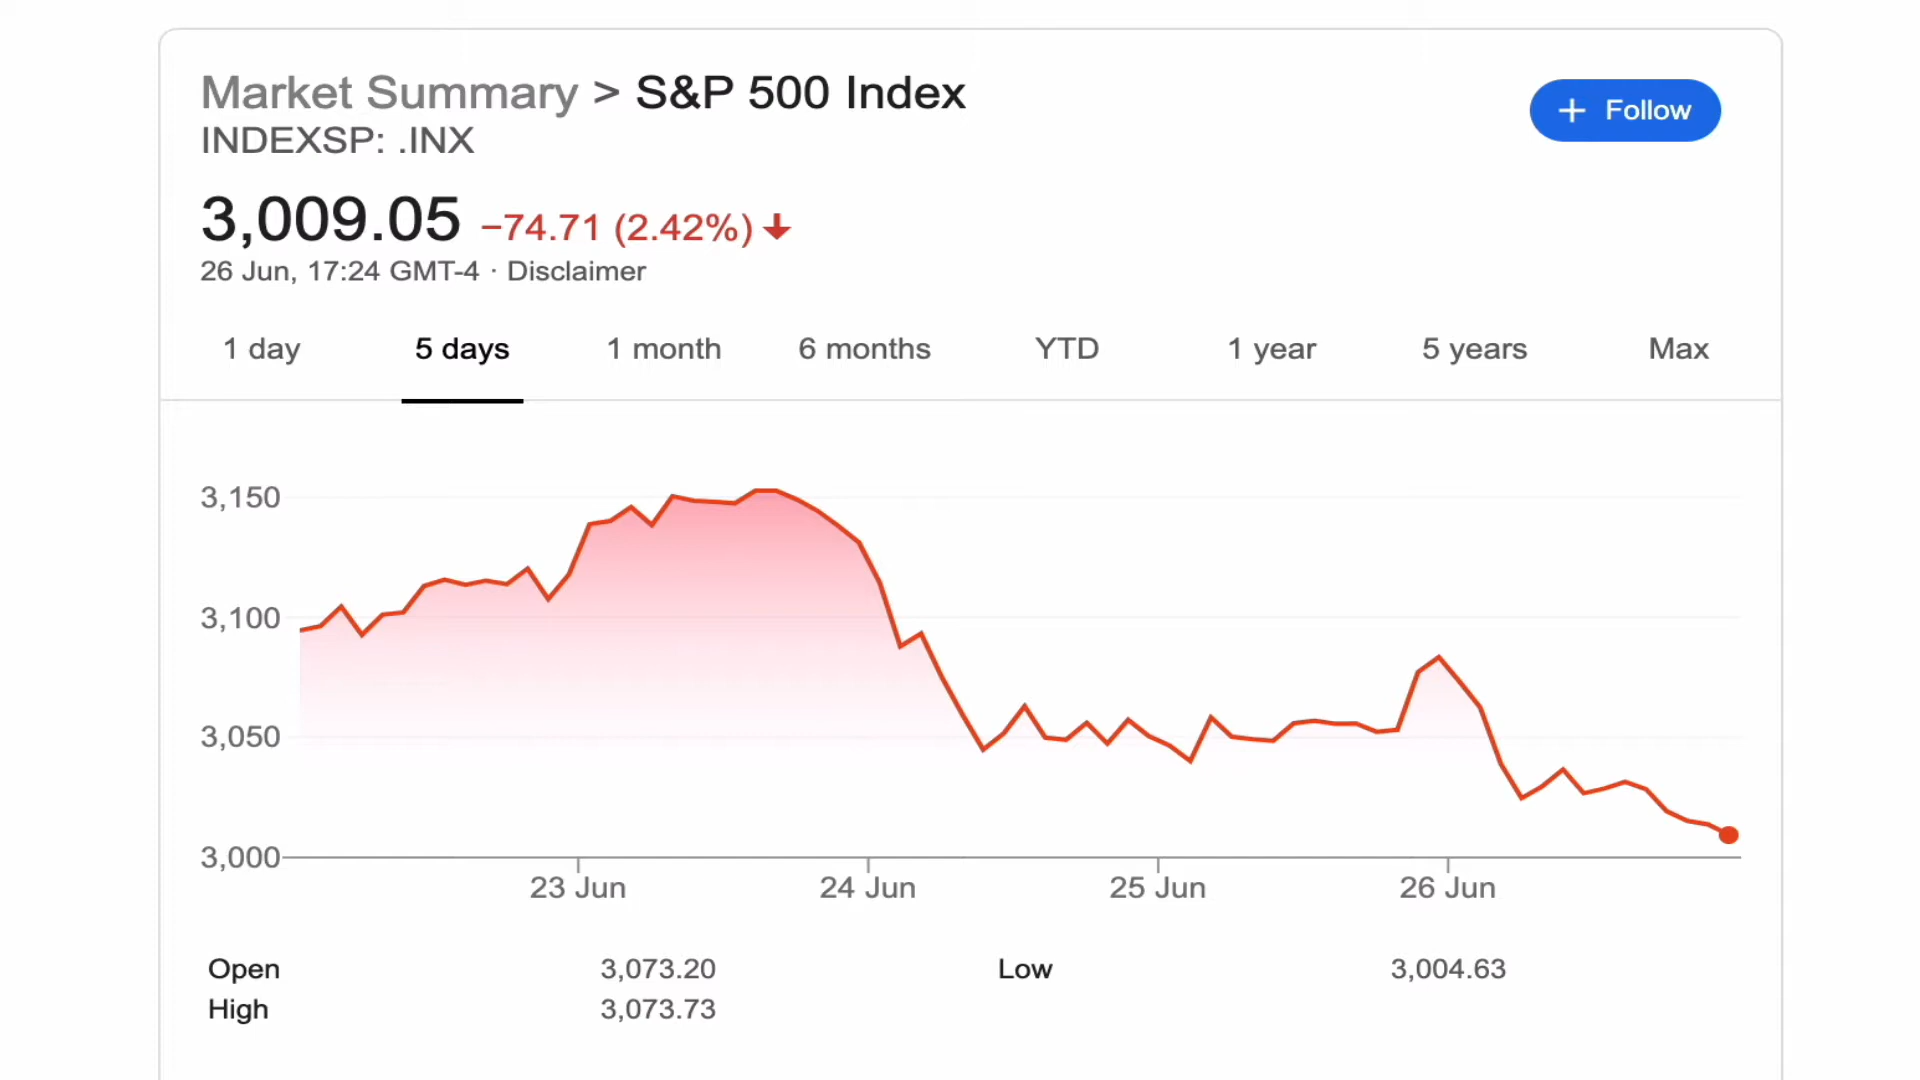 Market Summary > S&P 500 Index
INDEXSP: .INX
+ Follow
3,009.05 −74.71 (2.42%)
26 Jun, 17:24 GMT-4 · Disclaimer
1 day 5 days 1 month 6 months YTD 1 year 5 years Max
3,150
3,100
3,050
3,000
23 Jun 24 Jun 25 Jun 26 Jun
Open 3,073.20 Low 3,004.63
High 3,073.73